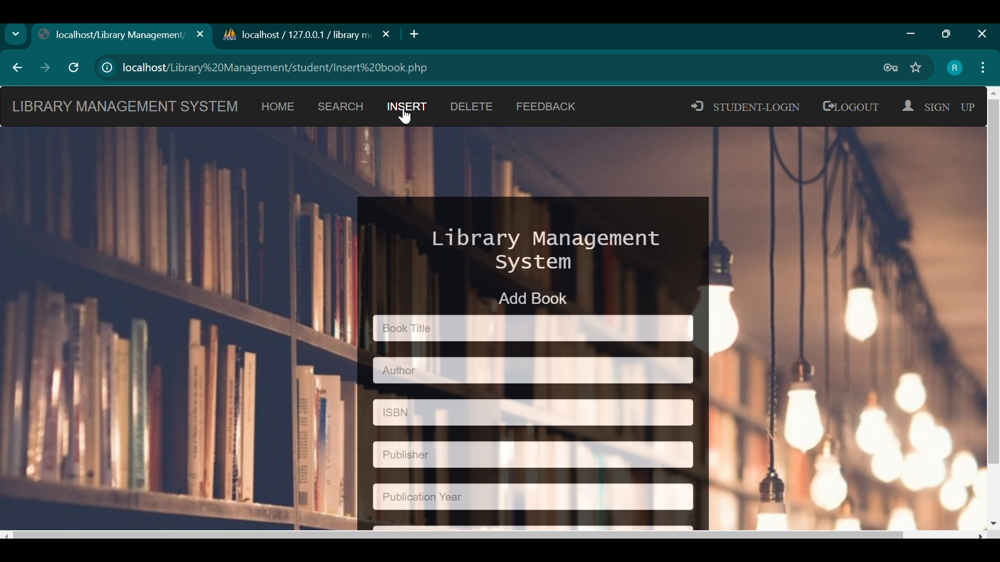 localhost/Library Management/
localhost / 127.0.0.1 / library ma
localhost/Library%20Management/student/Insert%20book.php
R
LIBRARY MANAGEMENT SYSTEM HOME SEARCH INSERT DELETE FEEDBACK STUDENT-LOGIN LOGOUT SIGN UP
Library Management
System
Add Book
Book Title
Author
ISBN
Publisher
Publication Year